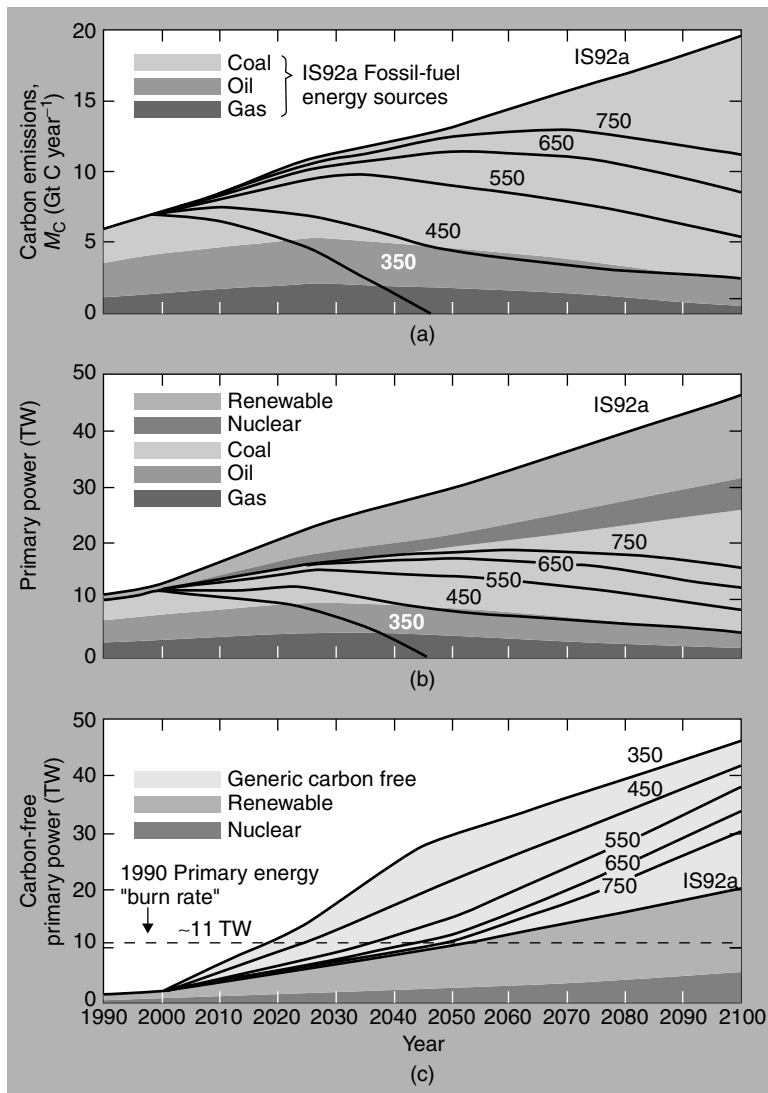 20
15
10
5
0
Carbon emissions,
M_C (Gt C year⁻¹)
Coal
Oil
Gas
IS92a Fossil-fuel
energy sources
IS92a
750
650
550
450
350
(a)
50
40
30
20
10
0
Primary power (TW)
Renewable
Nuclear
Coal
Oil
Gas
IS92a
750
650
550
450
350
(b)
50
40
30
20
10
0
Carbon-free
primary power (TW)
Generic carbon free
Renewable
Nuclear
1990 Primary energy
"burn rate"
~11 TW
350
450
550
650
750
IS92a
1990 2000 2010 2020 2030 2040 2050 2060 2070 2080 2090 2100
Year
(c)